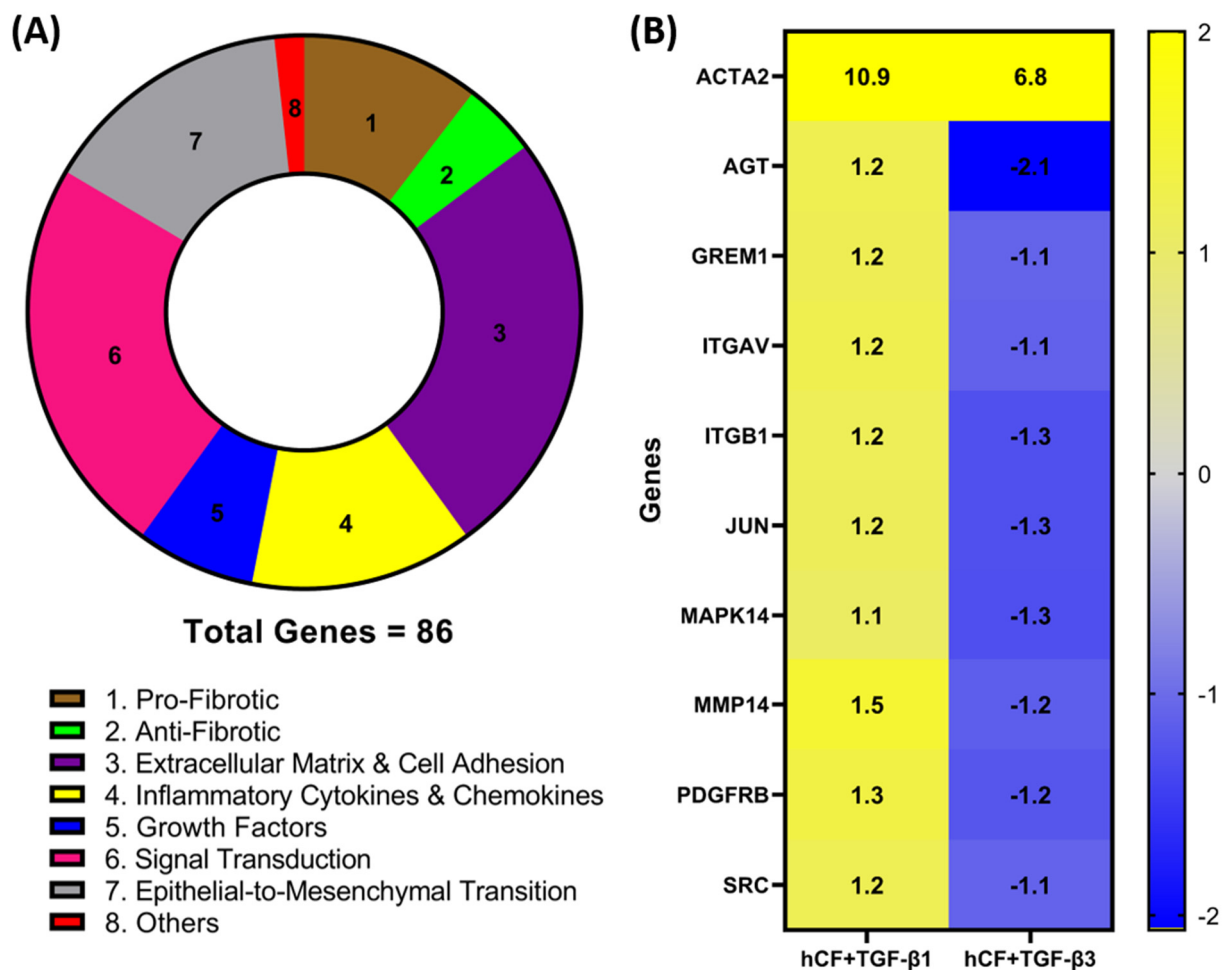 (A)
1
2
3
4
5
6
7
8
Total Genes = 86
1. Pro-Fibrotic
2. Anti-Fibrotic
3. Extracellular Matrix & Cell Adhesion
4. Inflammatory Cytokines & Chemokines
5. Growth Factors
6. Signal Transduction
7. Epithelial-to-Mesenchymal Transition
8. Others
(B)
Genes
ACTA2 10.9 6.8
AGT 1.2 -2.1
GREM1 1.2 -1.1
ITGAV 1.2 -1.1
ITGB1 1.2 -1.3
JUN 1.2 -1.3
MAPK14 1.1 -1.3
MMP14 1.5 -1.2
PDGFRB 1.3 -1.2
SRC 1.2 -1.1
hCF+TGF-β1 hCF+TGF-β3
2
1
0
-1
-2